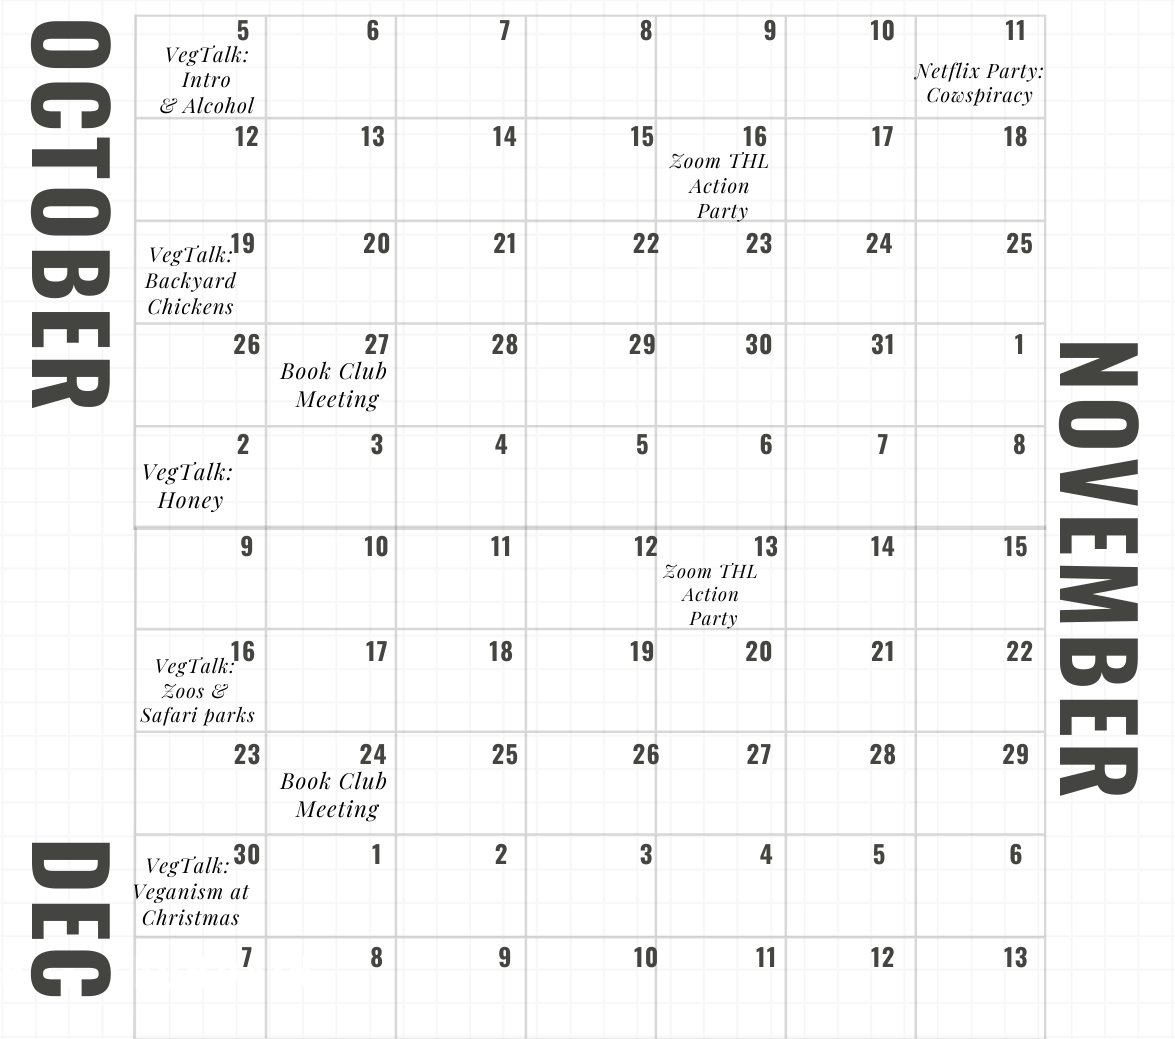 OCTOBER
5 6 7 8 9 10 11
VegTalk:
Intro
& Alcohol
Netflix Party:
Cowspiracy
12 13 14 15 16 17 18
Zoom THL
Action
Party
19 20 21 22 23 24 25
VegTalk:
Backyard
Chickens
26 27 28 29 30 31 1
Book Club
Meeting
NOVEMBER
2 3 4 5 6 7 8
VegTalk:
Honey
9 10 11 12 13 14 15
Zoom THL
Action
Party
16 17 18 19 20 21 22
VegTalk:
Zoos &
Safari parks
23 24 25 26 27 28 29
Book Club
Meeting
DEC
30 1 2 3 4 5 6
VegTalk:
Veganism at
Christmas
7 8 9 10 11 12 13